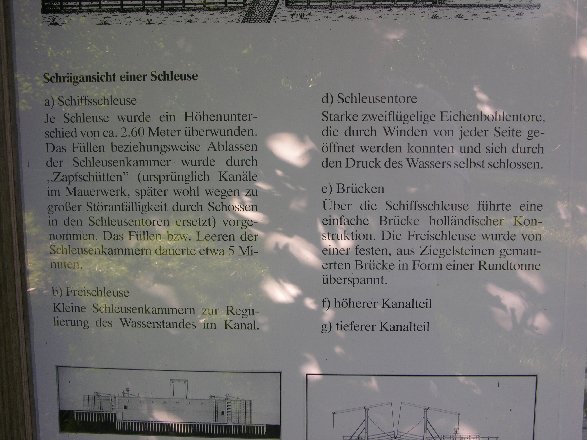 Schrägansicht einer Schleuse
a) Schiffsschleuse
Je Schleuse wurde ein Höhenunter-
schied von ca. 2.60 Meter überwunden.
Das Füllen beziehungsweise Ablassen
der Schleusenkammer wurde durch
„Zapfschütten" (ursprünglich Kanäle
im Mauerwerk, später wohl wegen zu
großer Störanfälligkeit durch Schossen
in den Schleusentoren ersetzt) vorge-
nommen. Das Füllen bzw. Leeren der
Schleusenkammern dauerte etwa 5 Mi-
nuten.
b) Freischleuse
Kleine Schleusenkammern zur Regu-
lierung des Wasserstandes im Kanal.
d) Schleusentore
Starke zweiflügelige Eichenbohlentore,
die durch Winden von jeder Seite ge-
öffnet werden konnten und sich durch
den Druck des Wassers selbst schlossen.
e) Brücken
Über die Schiffsschleuse führte eine
einfache Brücke holländischer Kon-
struktion. Die Freischleuse wurde von
einer festen, aus Ziegelsteinen gemau-
erten Brücke in Form einer Rundtonne
überspannt.
f) höherer Kanalteil
g) tieferer Kanalteil